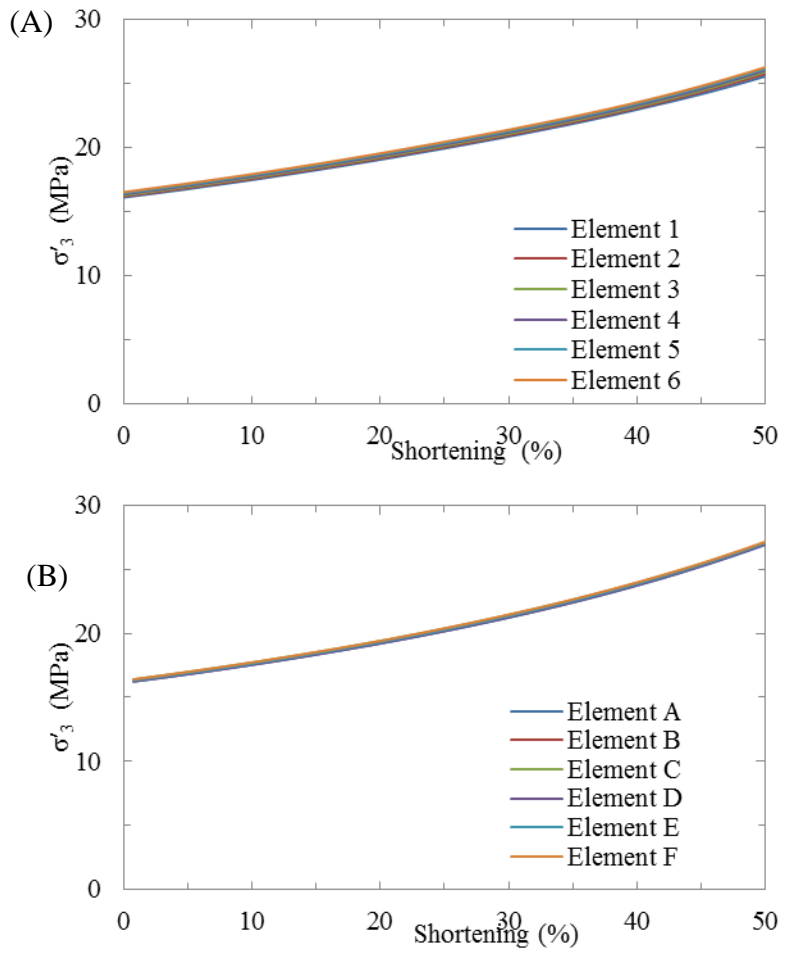 (A)
30
20
10
0
σ′3 (MPa)
Element 1
Element 2
Element 3
Element 4
Element 5
Element 6
0 10 20 30 40 50
Shortening (%)
(B)
30
20
10
0
σ′3 (MPa)
Element A
Element B
Element C
Element D
Element E
Element F
0 10 20 30 40 50
Shortening (%)